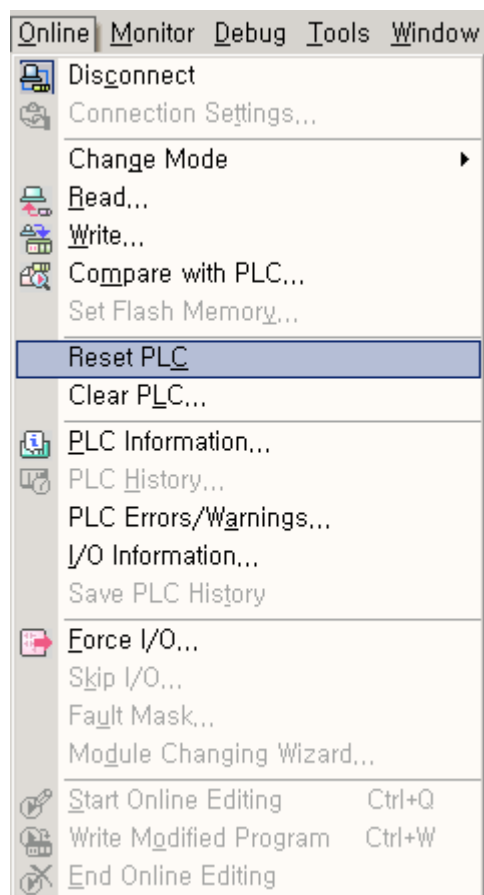 Online Monitor Debug Tools Window
Disconnect
Connection Settings...
Change Mode
Read...
Write...
Compare with PLC...
Set Flash Memory...
Reset PLC
Clear PLC...
PLC Information...
PLC History...
PLC Errors/Warnings...
I/O Information...
Save PLC History
Force I/O...
Skip I/O...
Fault Mask...
Module Changing Wizard...
Start Online Editing Ctrl+Q
Write Modified Program Ctrl+W
End Online Editing